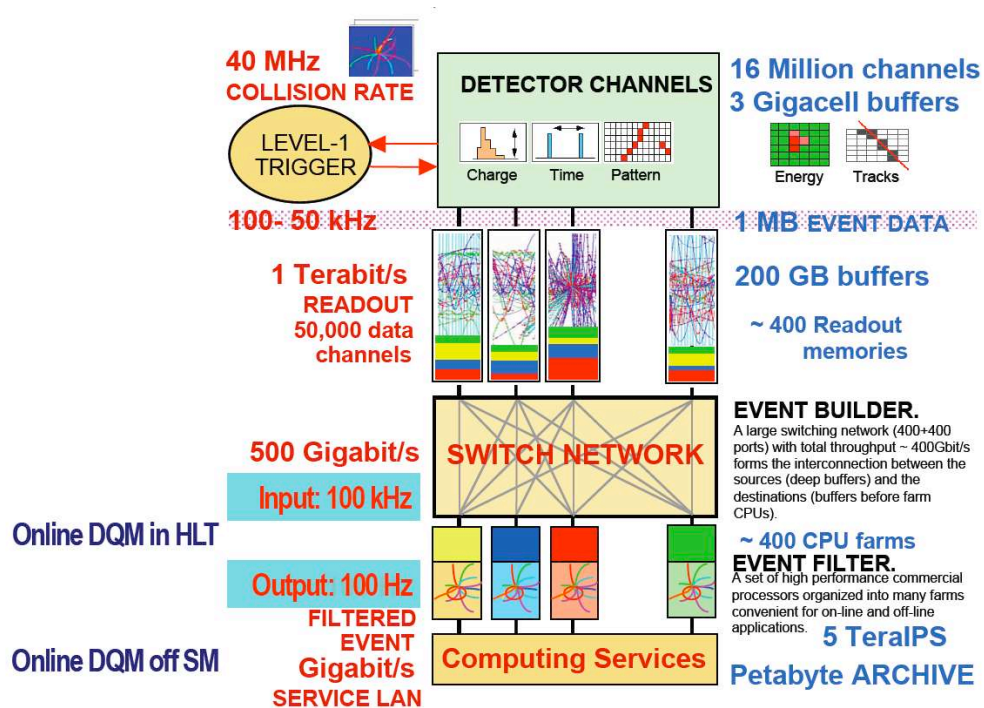 40 MHz
COLLISION RATE
LEVEL-1
TRIGGER
DETECTOR CHANNELS
Charge
Time
Pattern
16 Million channels
3 Gigacell buffers
Energy
Tracks
100- 50 kHz
1 MB EVENT DATA
1 Terabit/s
READOUT
50,000 data
channels
200 GB buffers
~ 400 Readout
memories
500 Gigabit/s
SWITCH NETWORK
EVENT BUILDER.
A large switching network (400+400
ports) with total throughput ~ 400Gbit/s
forms the interconnection between the
sources (deep buffers) and the
destinations (buffers before farm
CPUs).
Input: 100 kHz
Online DQM in HLT
~ 400 CPU farms
EVENT FILTER.
A set of high performance commercial
processors organized into many farms
convenient for on-line and off-line
applications.
Output: 100 Hz
FILTERED
EVENT
5 TeraIPS
Online DQM off SM
Gigabit/s
SERVICE LAN
Computing Services
Petabyte ARCHIVE